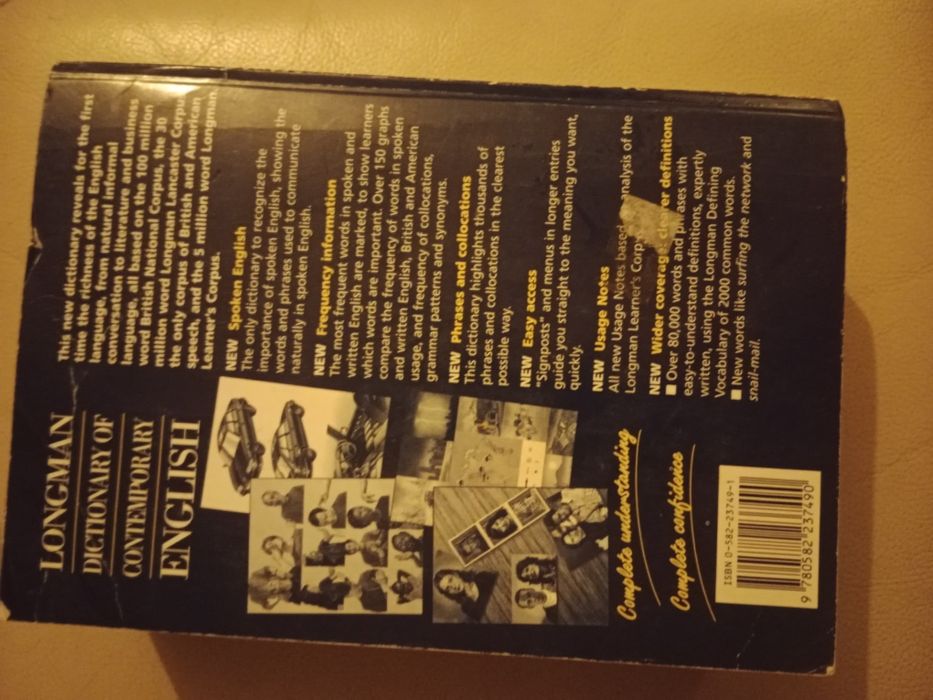 LONGMAN
DICTIONARY OF
CONTEMPORARY
ENGLISH
This new dictionary reveals for the first
time the richness of the English
language, from natural informal
conversation to literature and business
language, all based on the 100 million
word British National Corpus, the 30
million word Longman Lancaster Corpus,
the only corpus of British and American
speech, and the 5 million word Longman
Learner's Corpus.
NEW Spoken English
The only dictionary to recognize the
importance of spoken English, showing the
words and phrases used to communicate
naturally in spoken English.
NEW Frequency information
The most frequent words in spoken and
written English are marked, to show learners
which words are important. Over 150 graphs
compare the frequency of words in spoken
and written English, British and American
usage, and frequency of collocations,
grammar patterns and synonyms.
NEW Phrases and collocations
This dictionary highlights thousands of
phrases and collocations in the clearest
possible way.
NEW Easy access
"Signposts" and menus in longer entries
guide you straight to the meaning you want,
quickly.
NEW Usage Notes
All new Usage Notes based analysis of the
Longman Learner's Corpus
NEW Wider coverage, clearer definitions
■ Over 80,000 words and phrases with
easy-to-understand definitions, expertly
written, using the Longman Defining
Vocabulary of 2000 common words.
■ New words like surfing the network and
snail-mail.
Complete understanding
Complete confidence
ISBN 0-582-23749-1
9 780582 237490